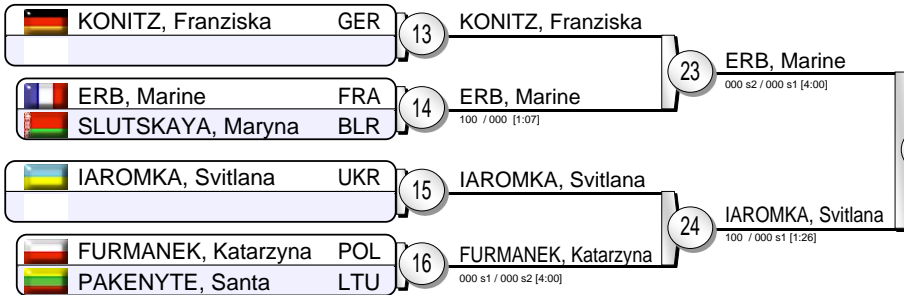 KONITZ, Franziska GER
13
KONITZ, Franziska
23
ERB, Marine
000 s2 / 000 s1 [4:00]
ERB, Marine FRA
SLUTSKAYA, Maryna BLR
14
ERB, Marine
100 / 000 [1:07]
IAROMKA, Svitlana UKR
15
IAROMKA, Svitlana
24
IAROMKA, Svitlana
100 / 000 s1 [1:26]
FURMANEK, Katarzyna POL
PAKENYTE, Santa LTU
16
FURMANEK, Katarzyna
000 s1 / 000 s2 [4:00]